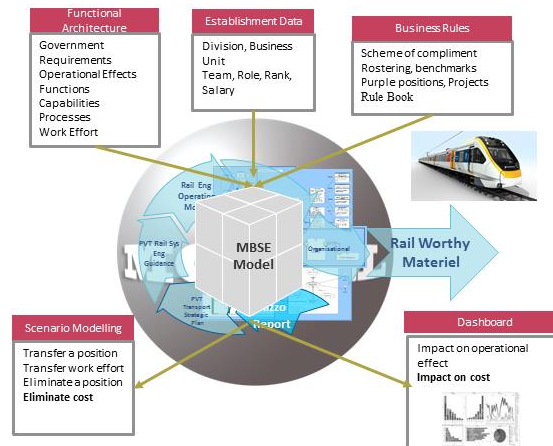 Functional
Architecture
Government
Requirements
Operational Effects
Functions
Capabilities
Processes
Work Effort
Establishment Data
Division, Business
Unit
Team, Role, Rank,
Salary
Business Rules
Scheme of compliment
Rostering, benchmarks
Purple positions, Projects
Rule Book
Rail Eng
Operating
PVT Rail Sys
Eng
Guidance
MBSE
Model
Organisational
Rail Worthy
Materiel
PVT
Transport
Strategic
Plan
Report
Scenario Modelling
Transfer a position
Transfer work effort
Eliminate a position
Eliminate cost
Dashboard
Impact on operational
effect
Impact on cost